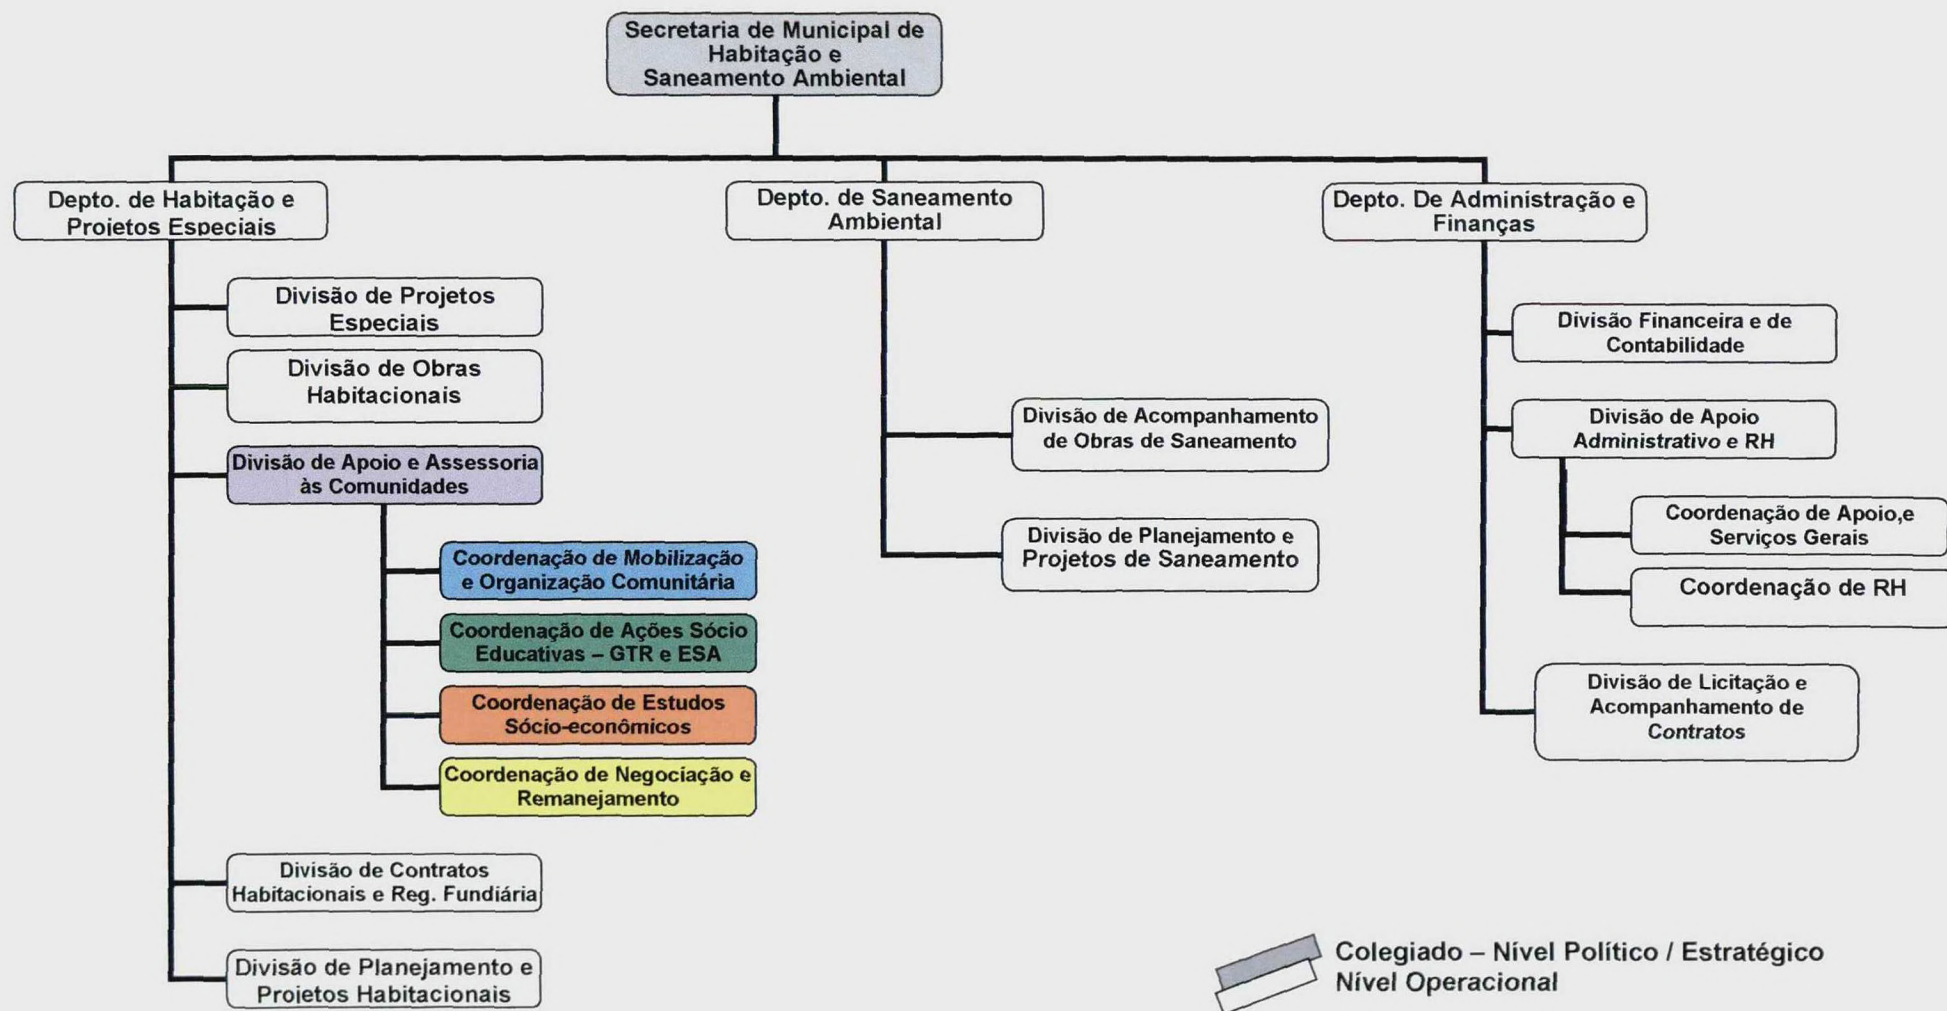 Secretaria de Municipal de
Habitação e
Saneamento Ambiental
Depto. de Habitação e
Projetos Especiais
Depto. de Saneamento
Ambiental
Depto. De Administração e
Finanças
Divisão de Projetos
Especiais
Divisão de Obras
Habitacionais
Divisão de Apoio e Assessoria
às Comunidades
Coordenação de Mobilização
e Organização Comunitária
Coordenação de Ações Sócio
Educativas – GTR e ESA
Coordenação de Estudos
Sócio-econômicos
Coordenação de Negociação e
Remanejamento
Divisão de Contratos
Habitacionais e Reg. Fundiária
Divisão de Planejamento e
Projetos Habitacionais
Divisão de Acompanhamento
de Obras de Saneamento
Divisão de Planejamento e
Projetos de Saneamento
Divisão Financeira e de
Contabilidade
Divisão de Apoio
Administrativo e RH
Coordenação de Apoio,e
Serviços Gerais
Coordenação de RH
Divisão de Licitação e
Acompanhamento de
Contratos
Colegiado – Nível Político / Estratégico
Nível Operacional